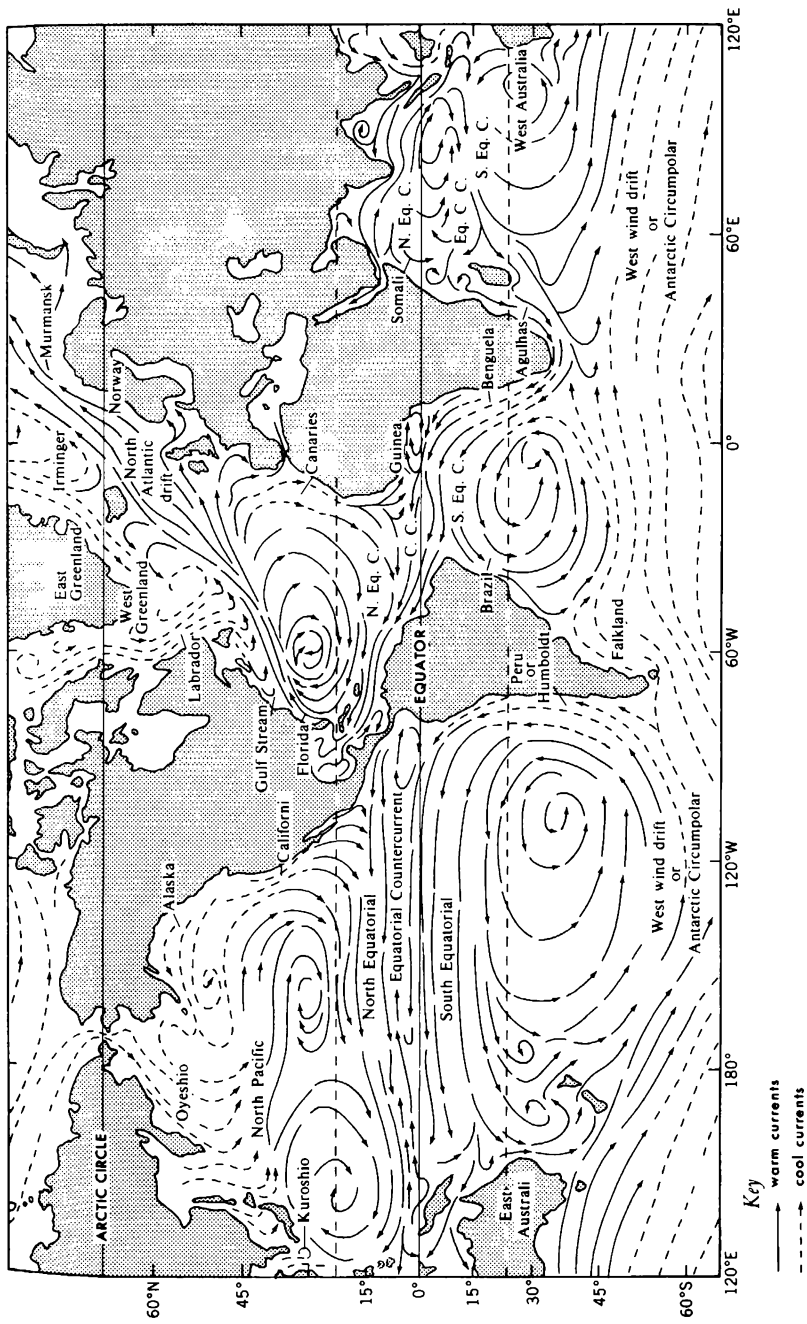 ARCTIC CIRCLE
60°N
45°
15°
0°
15°
30°
45°
60°S
120°E
180°
120°W
60°W
0°
60°E
120°E
Oyeshio
Alaska
Kuroshio
North Pacific
Californi
North Equatorial
Equatorial Countercurrent
South Equatorial
EQUATOR
East
Australi
West wind drift
or
Antarctic Circumpolar
Peru
or
Humboldt
Gulf Stream
Florida
Labrador
West
Greenland
East
Greenland
Irminger
North
Atlantic
drift
Norway
Murmansk
Canaries
N. Eq. C.
C. C.
Guinea
S. Eq. C.
Brazil
Falkland
Benguela
Agulhas
Somali
N. Eq. C.
Eq. C. C.
S. Eq. C.
West Australia
West wind drift
or
Antarctic Circumpolar
Key
warm currents
cool currents